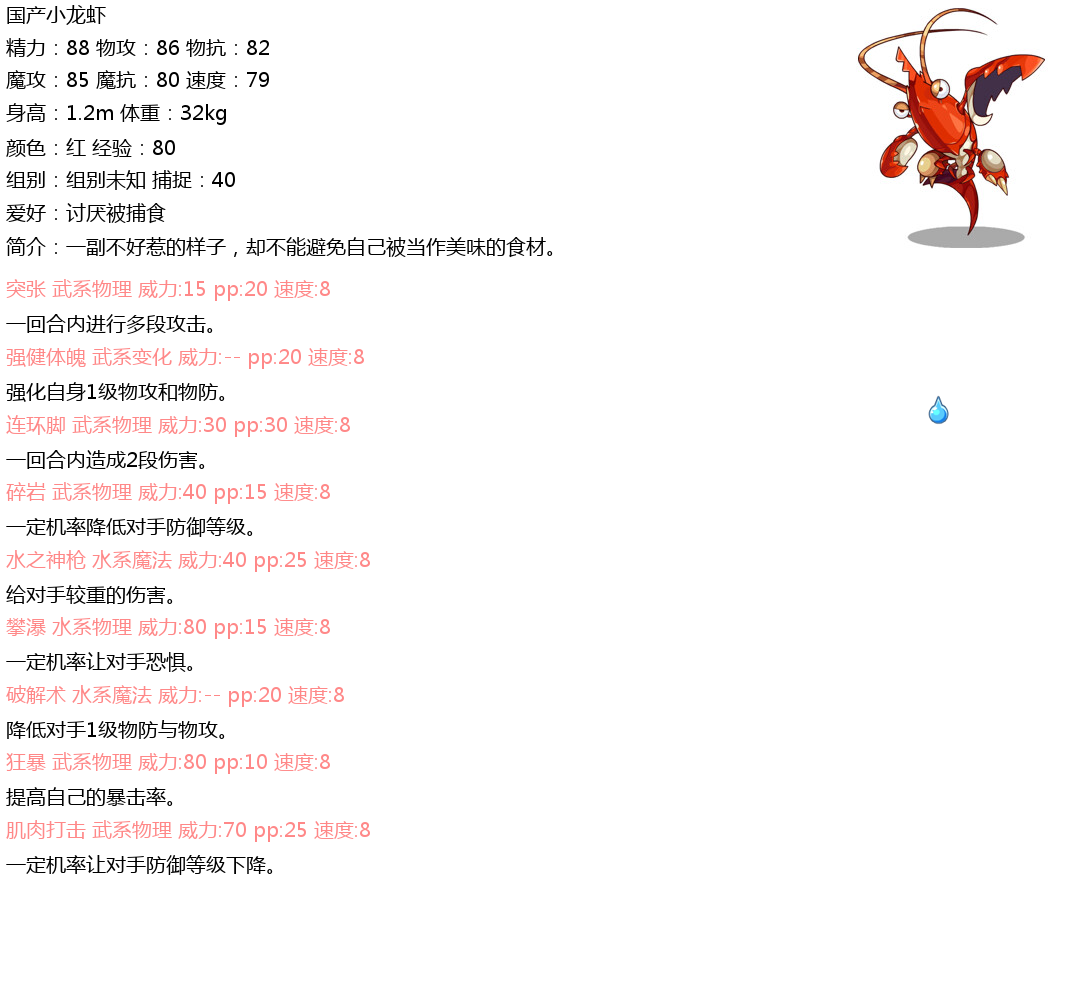 国产小龙虾
精力：88 物攻：86 物抗：82
魔攻：85 魔抗：80 速度：79
身高：1.2m 体重：32kg
颜色：红 经验：80
组别：组别未知 捕捉：40
爱好：讨厌被捕食
简介：一副不好惹的样子，却不能避免自己被当作美味的食材。
突张 武系物理 威力:15 pp:20 速度:8
一回合内进行多段攻击。
强健体魄 武系变化 威力:-- pp:20 速度:8
强化自身1级物攻和物防。
连环脚 武系物理 威力:30 pp:30 速度:8
一回合内造成2段伤害。
碎岩 武系物理 威力:40 pp:15 速度:8
一定机率降低对手防御等级。
水之神枪 水系魔法 威力:40 pp:25 速度:8
给对手较重的伤害。
攀瀑 水系物理 威力:80 pp:15 速度:8
一定机率让对手恐惧。
破解术 水系魔法 威力:-- pp:20 速度:8
降低对手1级物防与物攻。
狂暴 武系物理 威力:80 pp:10 速度:8
提高自己的暴击率。
肌肉打击 武系物理 威力:70 pp:25 速度:8
一定机率让对手防御等级下降。